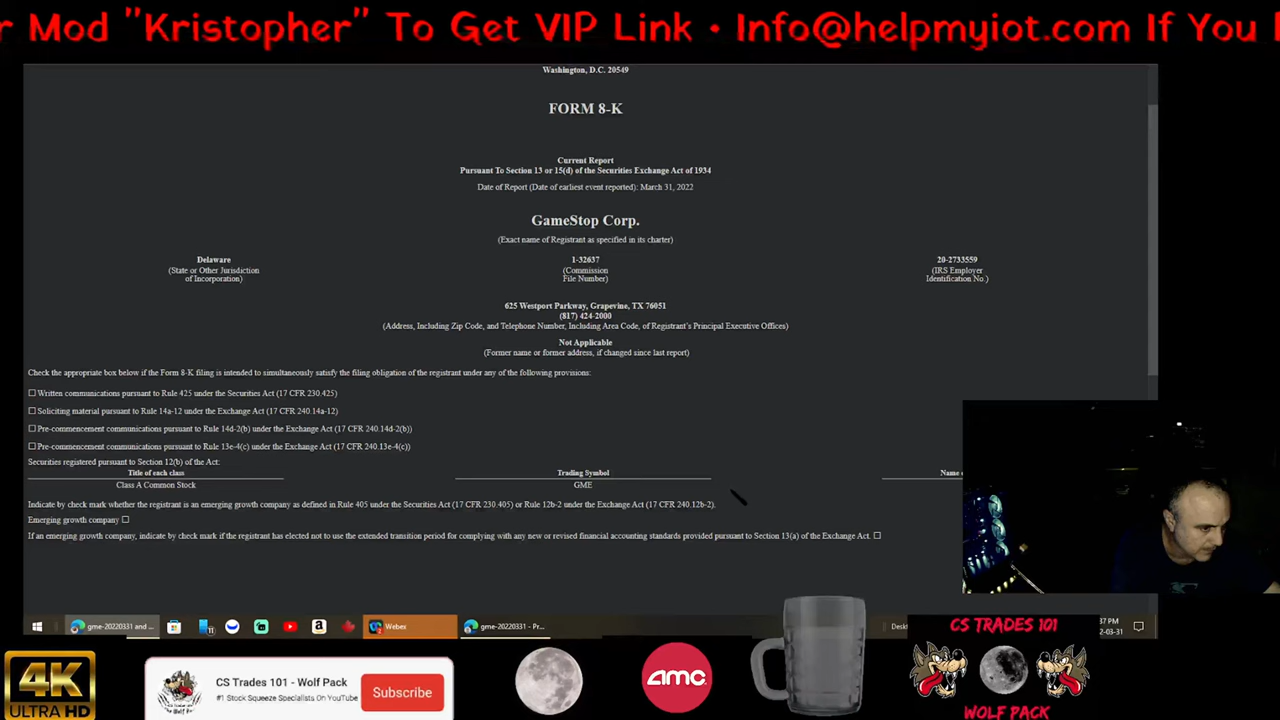 r Mod "Kristopher" To Get VIP Link • Info@helpmyiot.com If You
Washington, D.C. 20549
FORM 8-K
Current Report
Pursuant To Section 13 or 15(d) of the Securities Exchange Act of 1934
Date of Report (Date of earliest event reported): March 31, 2022
GameStop Corp.
(Exact name of Registrant as specified in its charter)
Delaware 1-32637 20-2733559
(State or Other Jurisdiction (Commission (IRS Employer
of Incorporation) File Number) Identification No.)
625 Westport Parkway, Grapevine, TX 76051
(817) 424-2000
(Address, Including Zip Code, and Telephone Number, Including Area Code, of Registrant's Principal Executive Offices)
Not Applicable
(Former name or former address, if changed since last report)
Check the appropriate box below if the Form 8-K filing is intended to simultaneously satisfy the filing obligation of the registrant under any of the following provisions:
☐ Written communications pursuant to Rule 425 under the Securities Act (17 CFR 230.425)
☐ Soliciting material pursuant to Rule 14a-12 under the Exchange Act (17 CFR 240.14a-12)
☐ Pre-commencement communications pursuant to Rule 14d-2(b) under the Exchange Act (17 CFR 240.14d-2(b))
☐ Pre-commencement communications pursuant to Rule 13e-4(c) under the Exchange Act (17 CFR 240.13e-4(c))
Securities registered pursuant to Section 12(b) of the Act:
Title of each class Trading Symbol Name
Class A Common Stock GME
Indicate by check mark whether the registrant is an emerging growth company as defined in Rule 405 under the Securities Act (17 CFR 230.405) or Rule 12b-2 under the Exchange Act (17 CFR 240.12b-2).
Emerging growth company ☐
If an emerging growth company, indicate by check mark if the registrant has elected not to use the extended transition period for complying with any new or revised financial accounting standards provided pursuant to Section 13(a) of the Exchange Act. ☐
gme-20220331 and ... Webex gme-20220331 - Pr... Desk 37 PM
2-03-31
4K
ULTRA HD
CS Trades 101 - Wolf Pack
#1 Stock Squeeze Specialists On YouTube
Subscribe
amc
CS TRADES 101
WOLF PACK